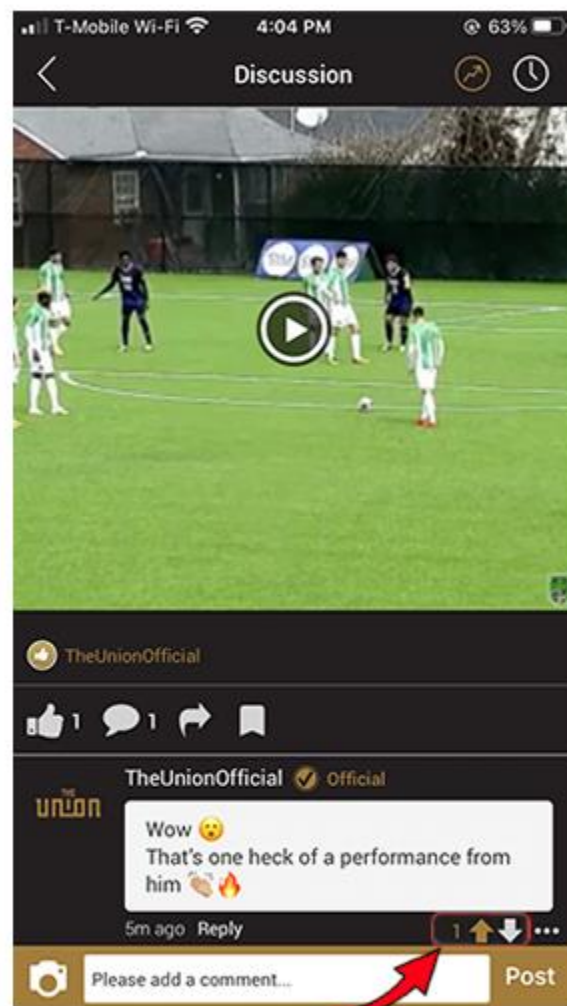 T-Mobile Wi-Fi 4:04 PM 63%
Discussion
TheUnionOfficial
1 1
THE
UNION
TheUnionOfficial Official
Wow 😮
That's one heck of a performance from
him 👏🏼🔥
5m ago Reply 1
Please add a comment... Post